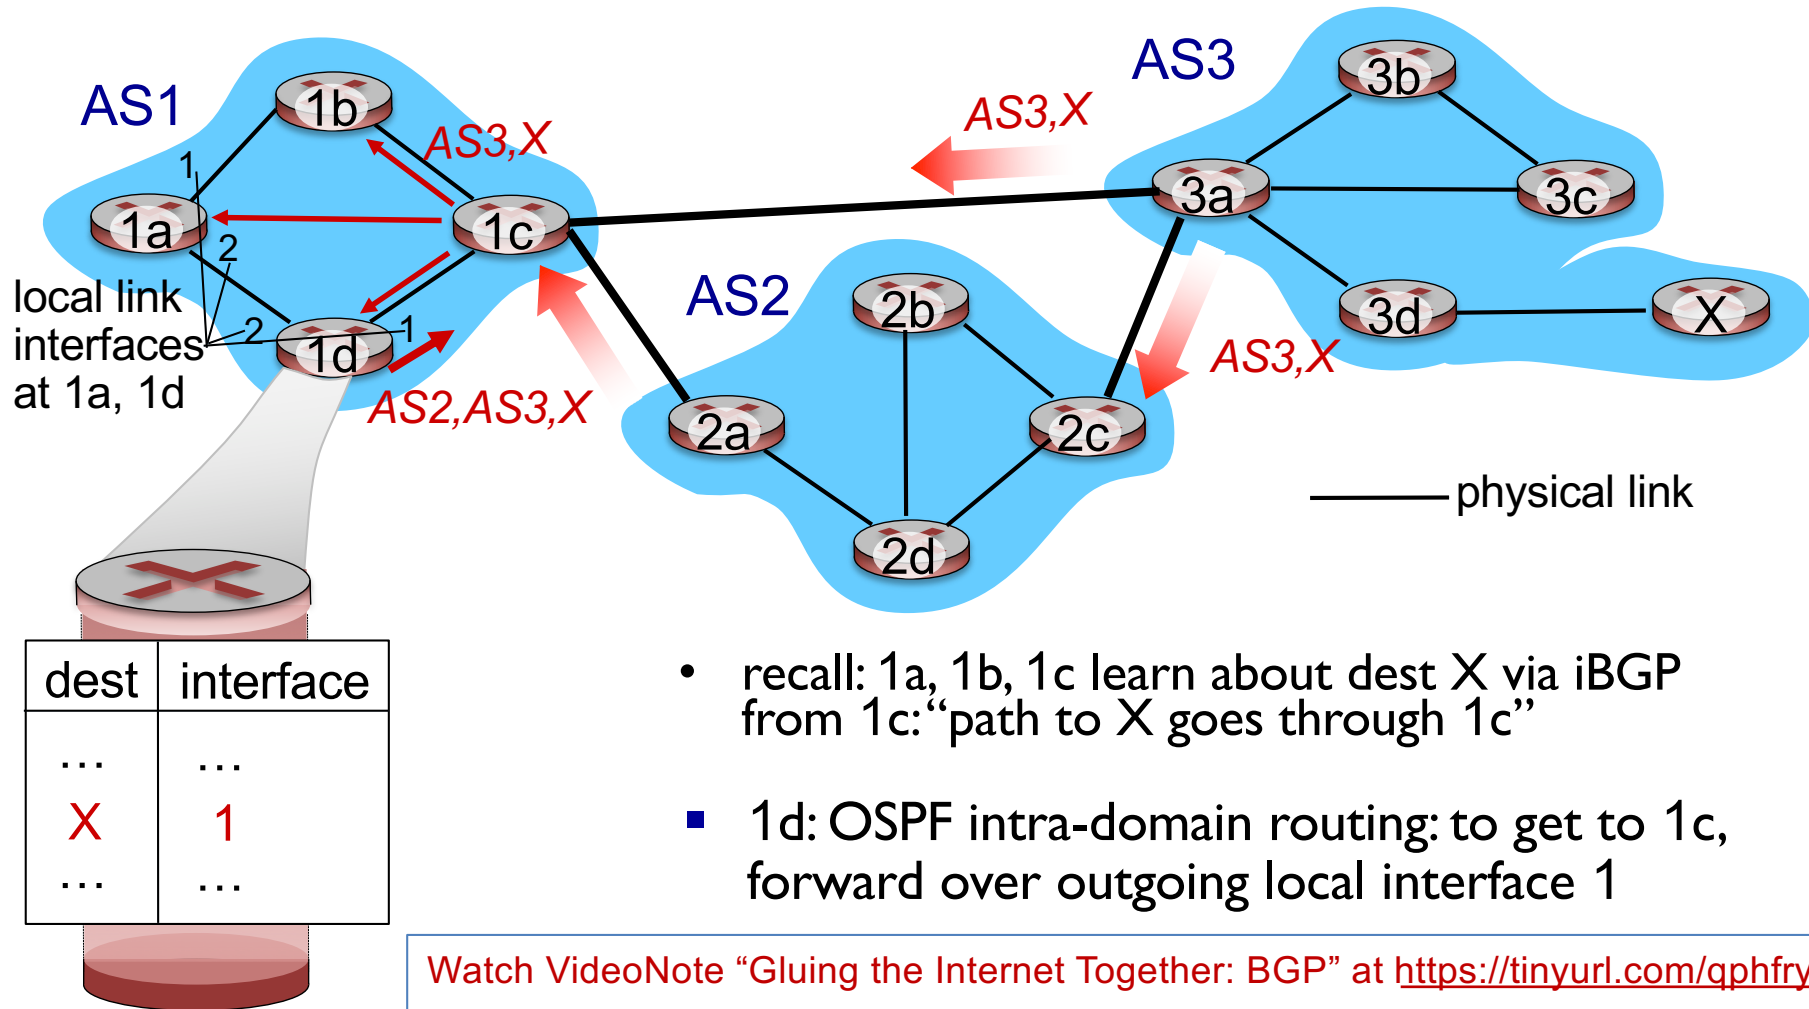 AS1
1b
AS3,X
1
1a
1c
2
local link
interfaces
at 1a, 1d
2
1d
1
AS2,AS3,X
AS3,X
AS3
3b
3a
3c
3d
X
AS2
2b
AS3,X
2a
2c
2d
physical link
dest interface
... ...
X 1
... ...
• recall: 1a, 1b, 1c learn about dest X via iBGP
from 1c: “path to X goes through 1c”
▪ 1d: OSPF intra-domain routing: to get to 1c,
forward over outgoing local interface 1
Watch VideoNote “Gluing the Internet Together: BGP” at https://tinyurl.com/qphfry